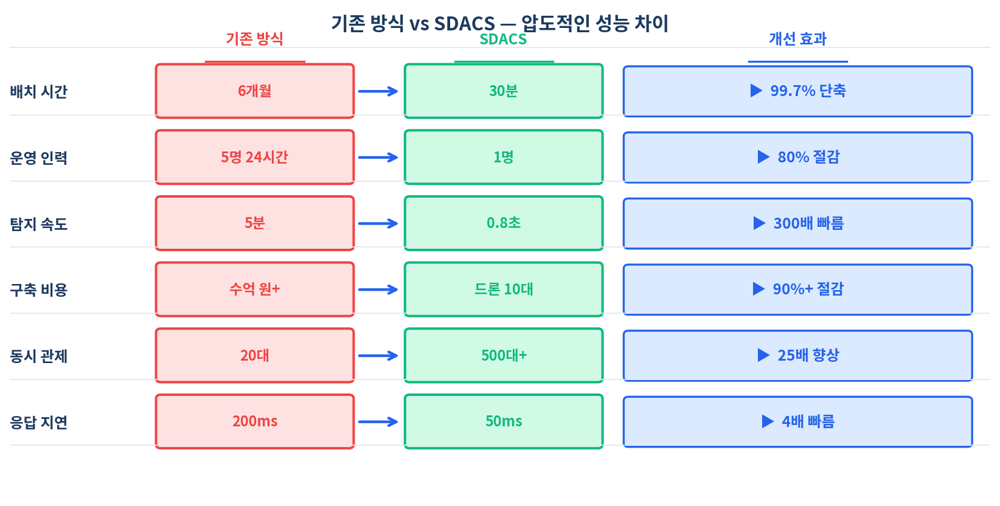 기존 방식 vs SDACS — 압도적인 성능 차이
기존 방식 SDACS 개선 효과
배치 시간 6개월 30분 ▶ 99.7% 단축
운영 인력 5명 24시간 1명 ▶ 80% 절감
탐지 속도 5분 0.8초 ▶ 300배 빠름
구축 비용 수억 원+ 드론 10대 ▶ 90%+ 절감
동시 관제 20대 500대+ ▶ 25배 향상
응답 지연 200ms 50ms ▶ 4배 빠름